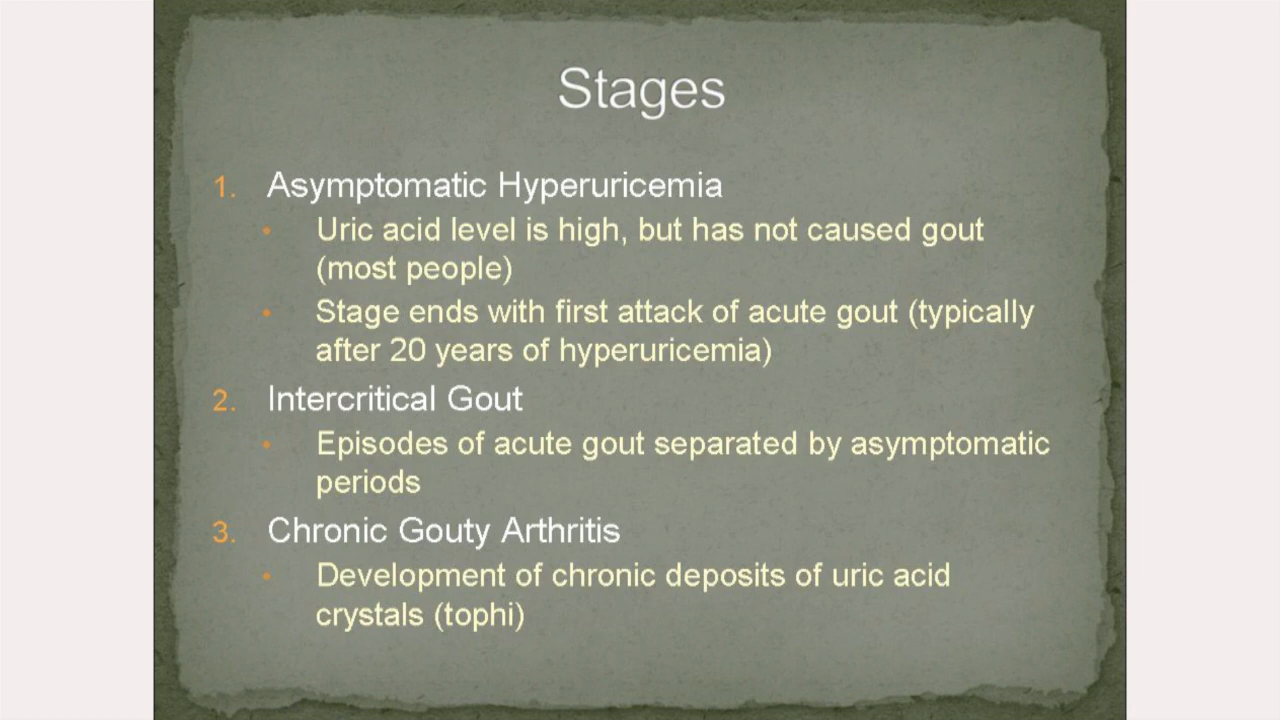 Stages
1. Asymptomatic Hyperuricemia
• Uric acid level is high, but has not caused gout
(most people)
• Stage ends with first attack of acute gout (typically
after 20 years of hyperuricemia)
2. Intercritical Gout
• Episodes of acute gout separated by asymptomatic
periods
3. Chronic Gouty Arthritis
• Development of chronic deposits of uric acid
crystals (tophi)